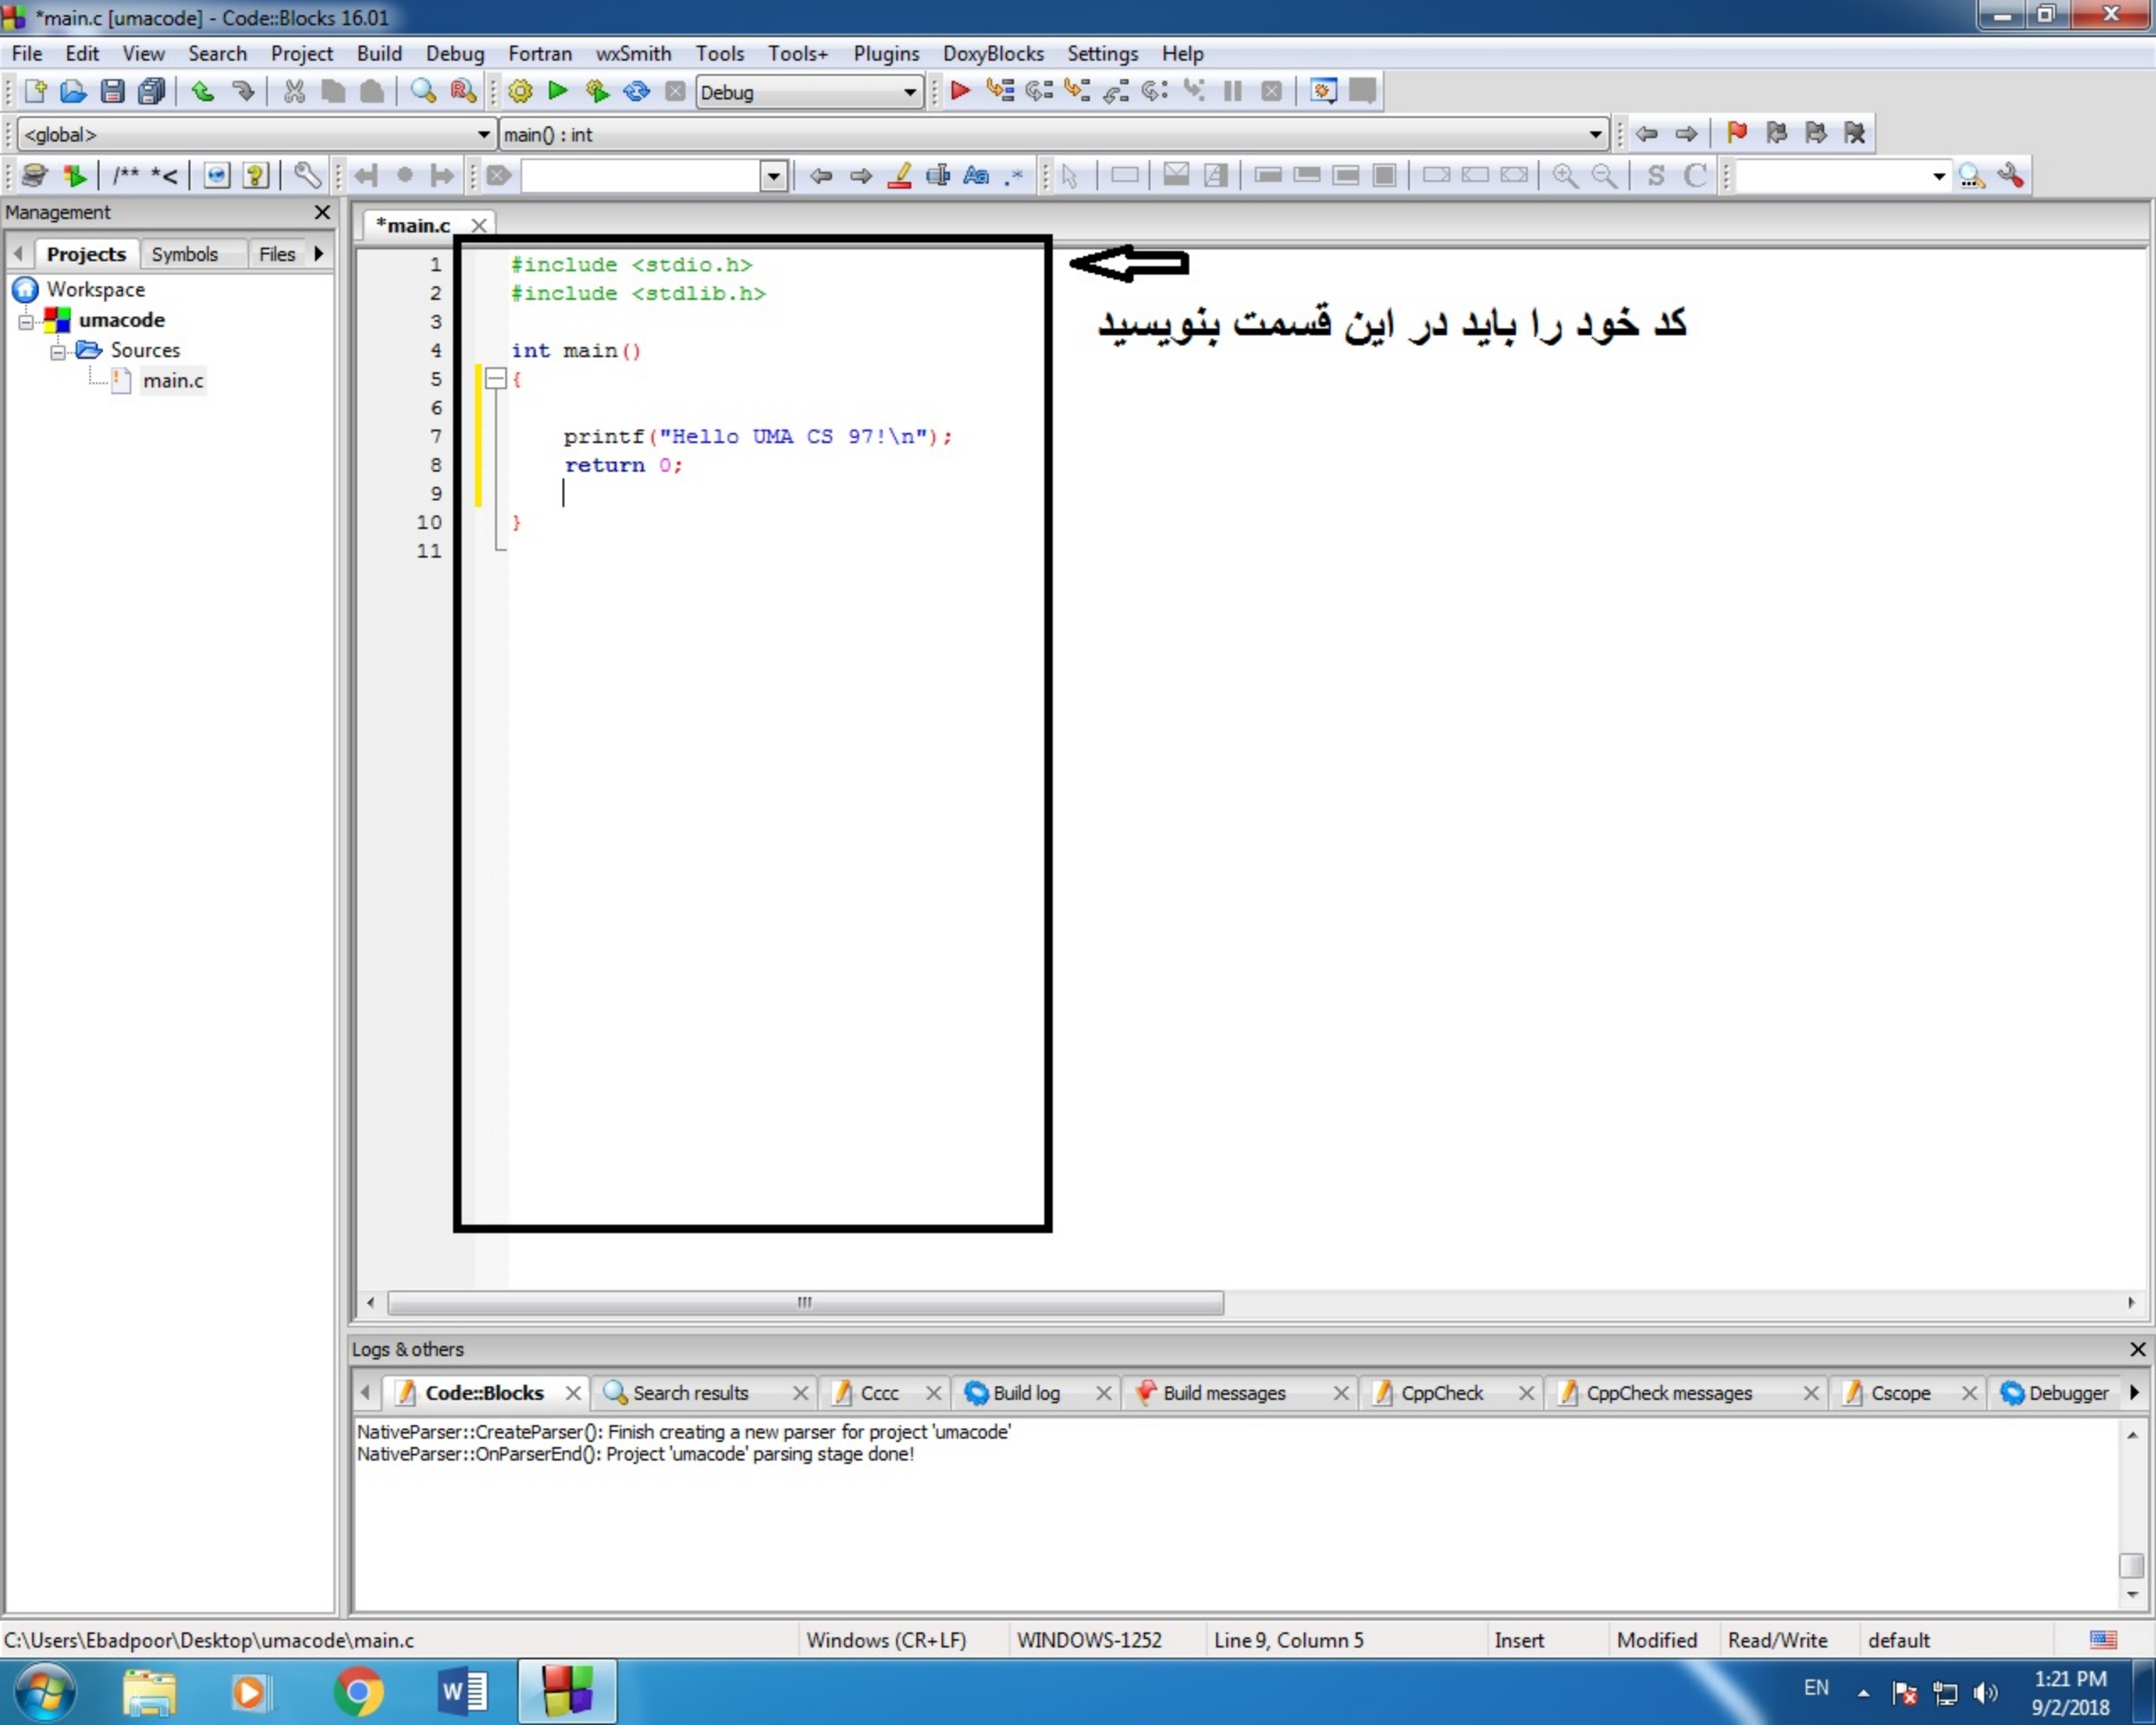 *main.c [umacode] - Code::Blocks 16.01
File Edit View Search Project Build Debug Fortran wxSmith Tools Tools+ Plugins DoxyBlocks Settings Help
Debug
<global> main() : int
/** *<
S C
Management
*main.c
Projects Symbols Files
Workspace
umacode
Sources
main.c
1 #include <stdio.h>
2 #include <stdlib.h>
3
4 int main()
5 {
6
7 printf("Hello UMA CS 97!\n");
8 return 0;
9
10 }
11
کد خود را باید در این قسمت بنویسید
Logs & others
Code::Blocks Search results Cccc Build log Build messages CppCheck CppCheck messages Cscope Debugger
NativeParser::CreateParser(): Finish creating a new parser for project 'umacode'
NativeParser::OnParserEnd(): Project 'umacode' parsing stage done!
C:\Users\Ebadpoor\Desktop\umacode\main.c Windows (CR+LF) WINDOWS-1252 Line 9, Column 5 Insert Modified Read/Write default
EN 1:21 PM
9/2/2018